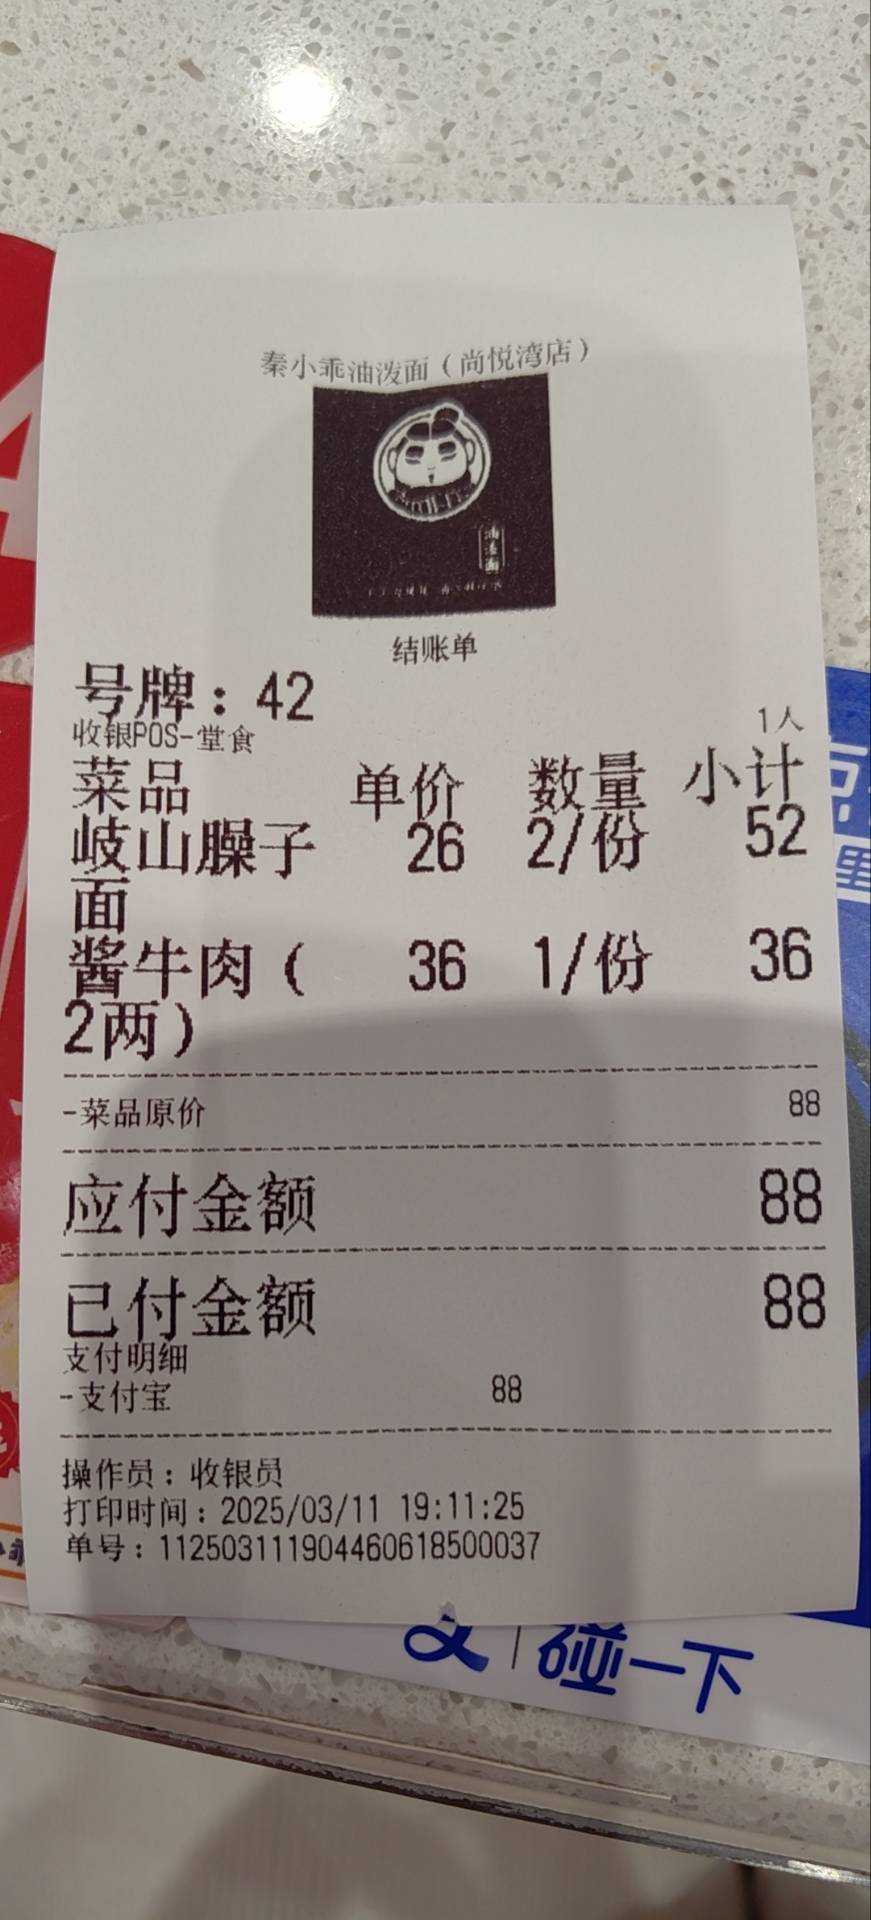 秦小乖油泼面（尚悦湾店）
油泼面
结账单
号牌：42
收银POS-堂食 1人
菜品 单价 数量 小计
岐山臊子 26 2/份 52
面
酱牛肉（ 36 1/份 36
2两）
-菜品原价 88
应付金额 88
已付金额 88
支付明细
-支付宝 88
操作员：收银员
打印时间：2025/03/11 19:11:25
单号：112503111904460618500037
支 碰一下